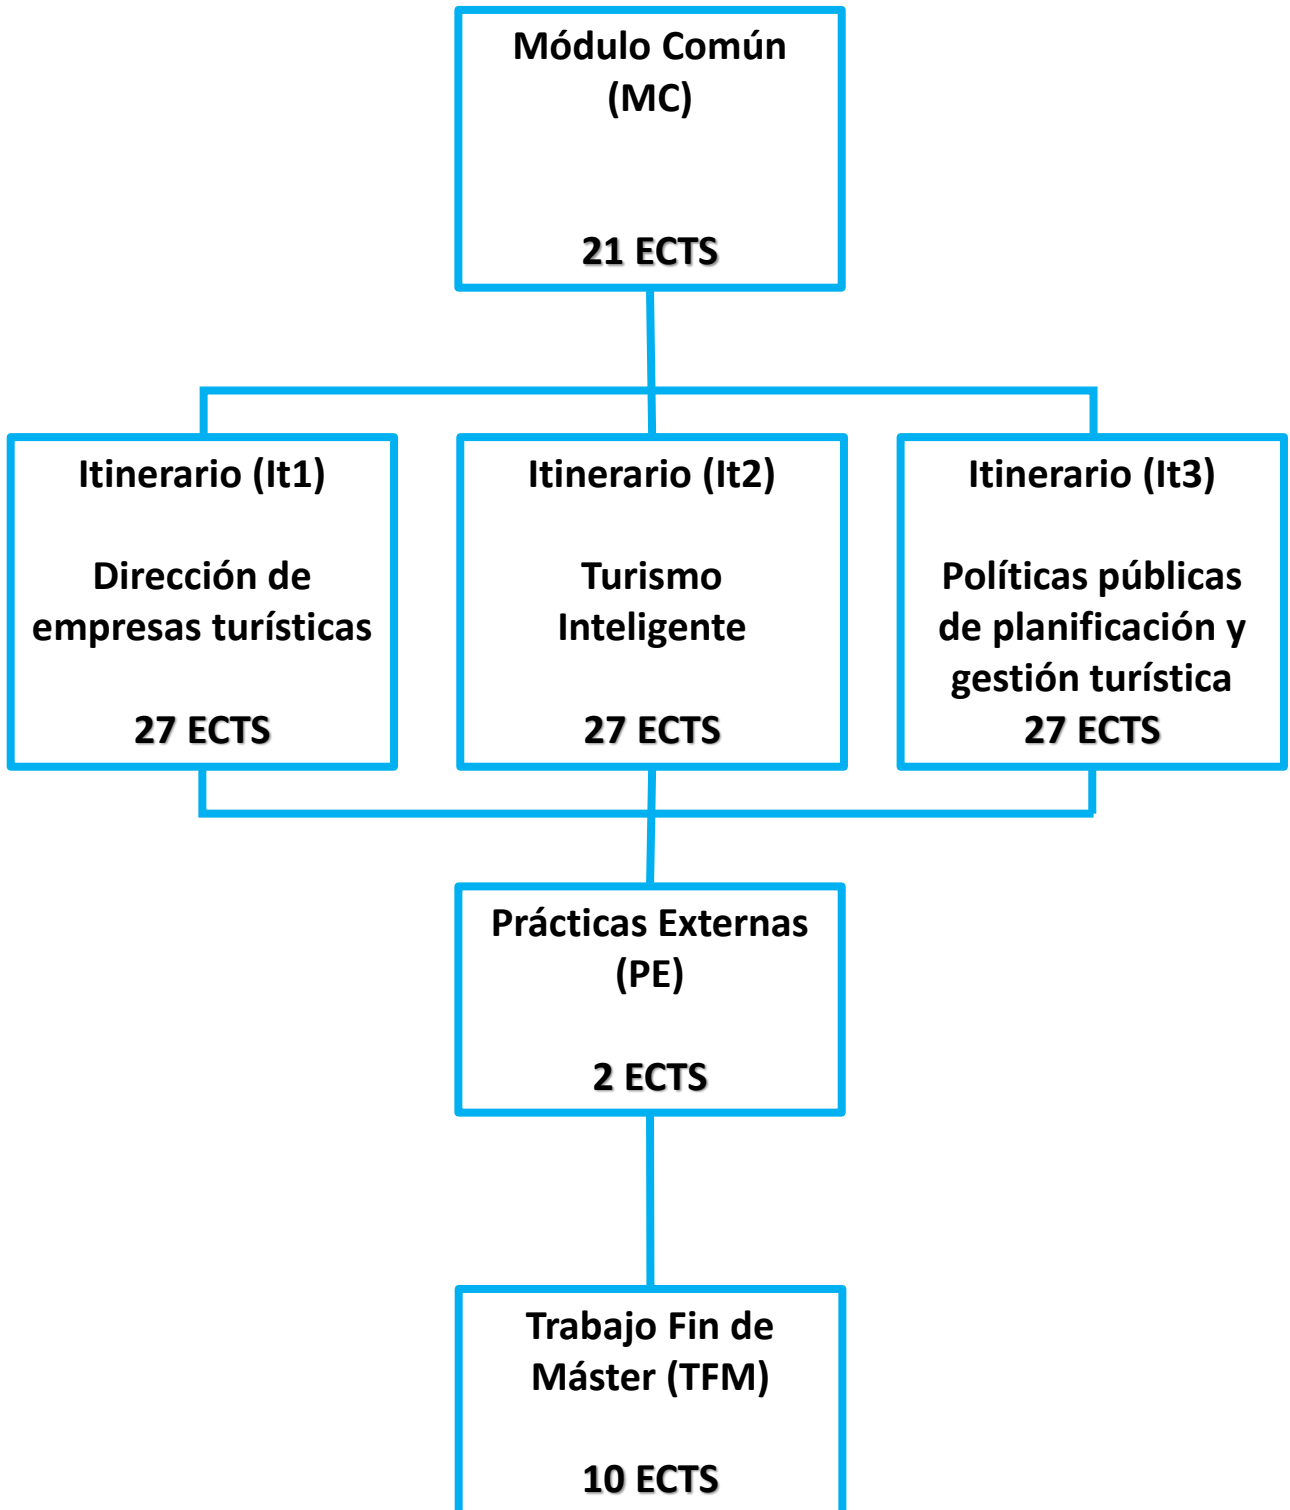 Módulo Común
(MC)
21 ECTS
Itinerario (It1)
Dirección de
empresas turísticas
27 ECTS
Itinerario (It2)
Turismo
Inteligente
27 ECTS
Itinerario (It3)
Políticas públicas
de planificación y
gestión turística
27 ECTS
Prácticas Externas
(PE)
2 ECTS
Trabajo Fin de
Máster (TFM)
10 ECTS